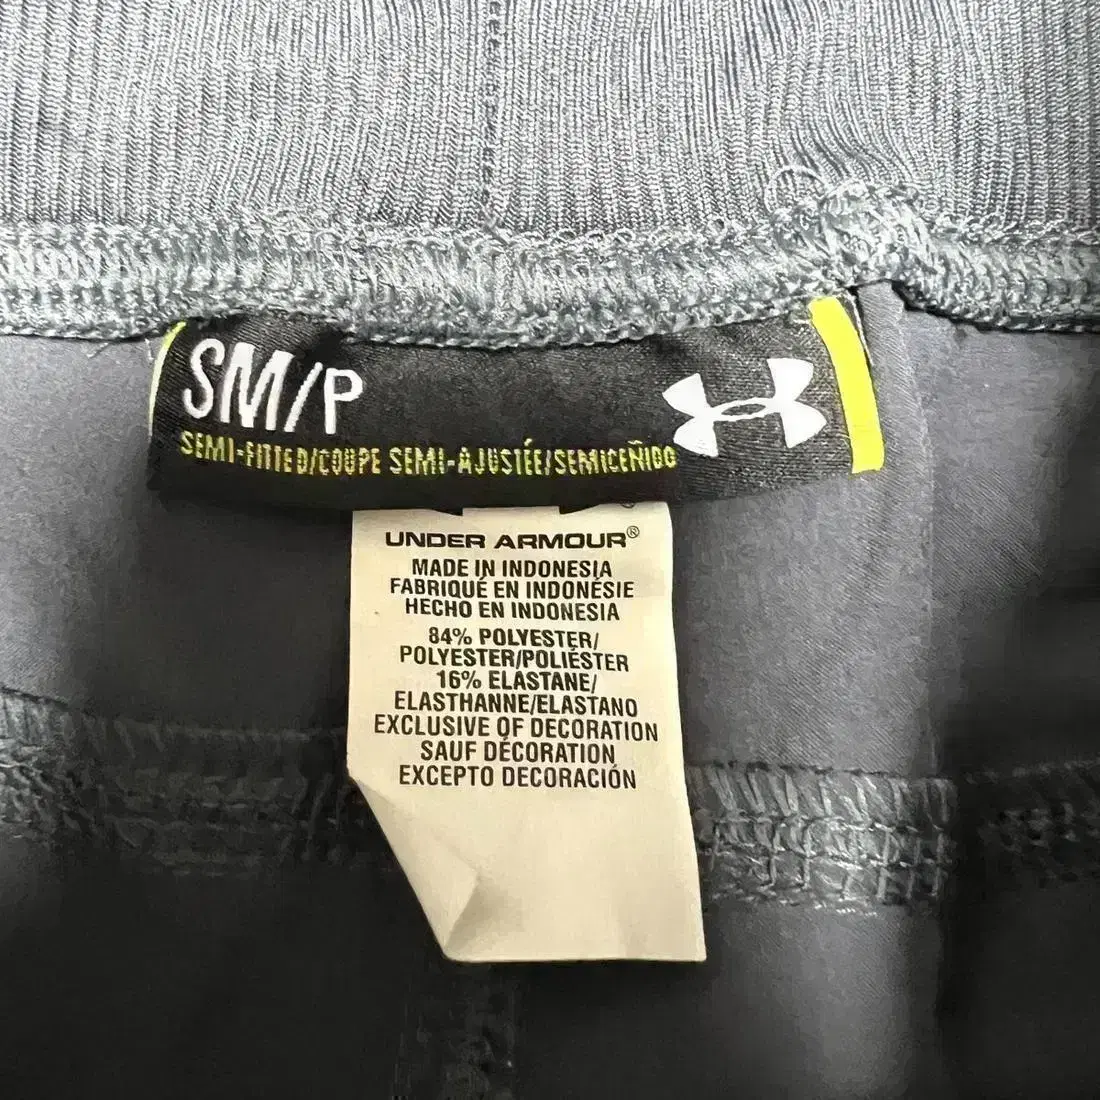 SM/P
SEMI-FITTED/COUPE SEMI-AJUSTÉE/SEMICEÑIDO
UNDER ARMOUR®
MADE IN INDONESIA
FABRIQUÉ EN INDONÉSIE
HECHO EN INDONESIA
84% POLYESTER/
POLYESTER/POLIÉSTER
16% ELASTANE/
ELASTHANNE/ELASTANO
EXCLUSIVE OF DECORATION
SAUF DÉCORATION
EXCEPTO DECORACIÓN